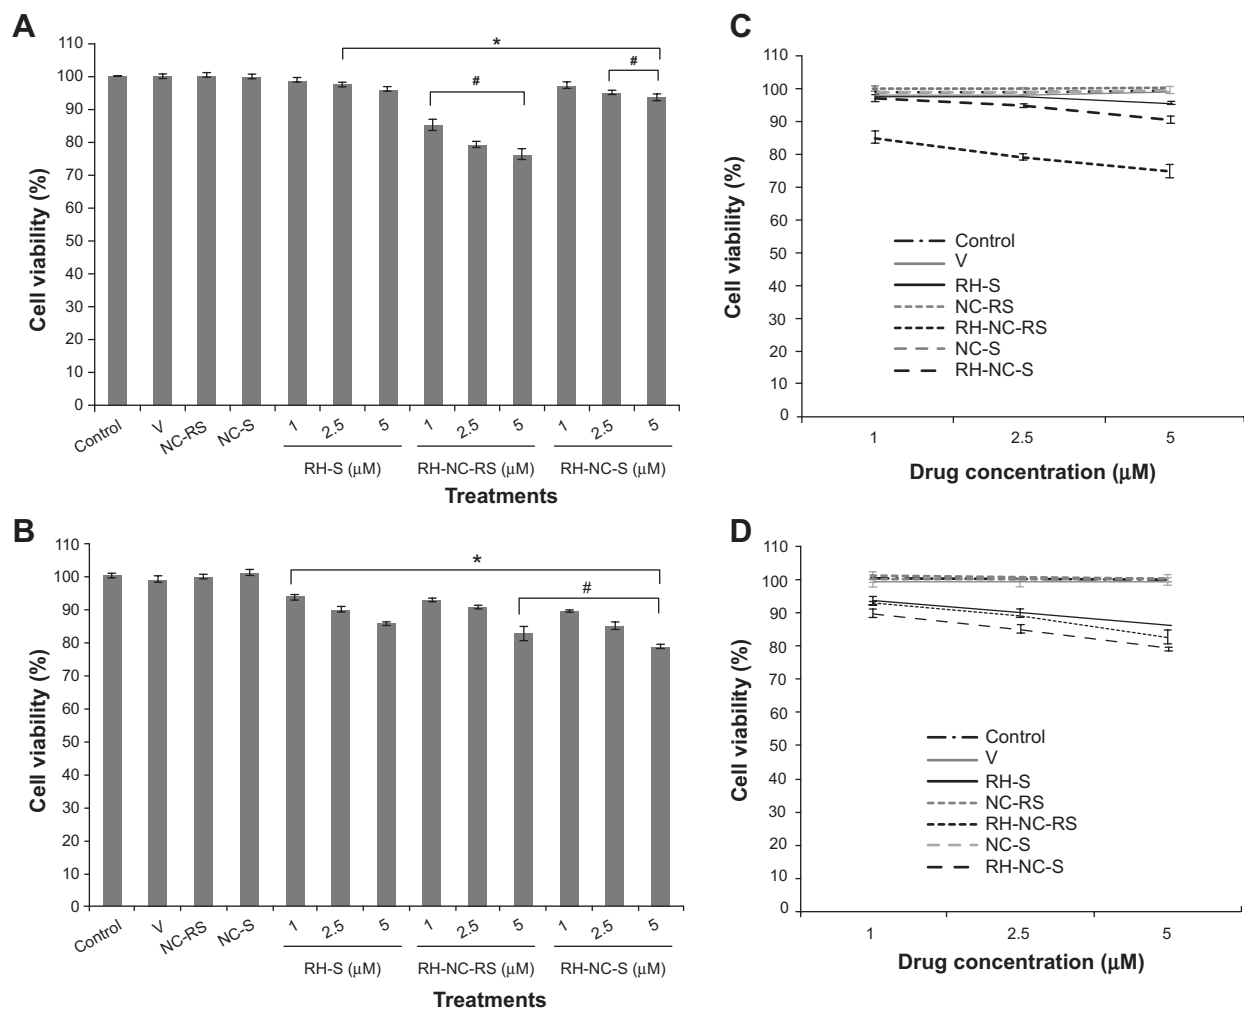 A
110
100
90
80
70
60
50
40
30
20
10
0
Cell viability (%)
*
#
#
Control V NC-RS NC-S 1 2.5 5 1 2.5 5 1 2.5 5
RH-S (μM) RH-NC-RS (μM) RH-NC-S (μM)
Treatments
C
110
100
90
80
70
60
50
40
30
20
10
0
Cell viability (%)
Control
V
RH-S
NC-RS
RH-NC-RS
NC-S
RH-NC-S
1 2.5 5
Drug concentration (μM)
B
110
100
90
80
70
60
50
40
30
20
10
0
Cell viability (%)
*
#
Control V NC-RS NC-S 1 2.5 5 1 2.5 5 1 2.5 5
RH-S (μM) RH-NC-RS (μM) RH-NC-S (μM)
Treatments
D
110
100
90
80
70
60
50
40
30
20
10
0
Cell viability (%)
Control
V
RH-S
NC-RS
RH-NC-RS
NC-S
RH-NC-S
1 2.5 5
Drug concentration (μM)